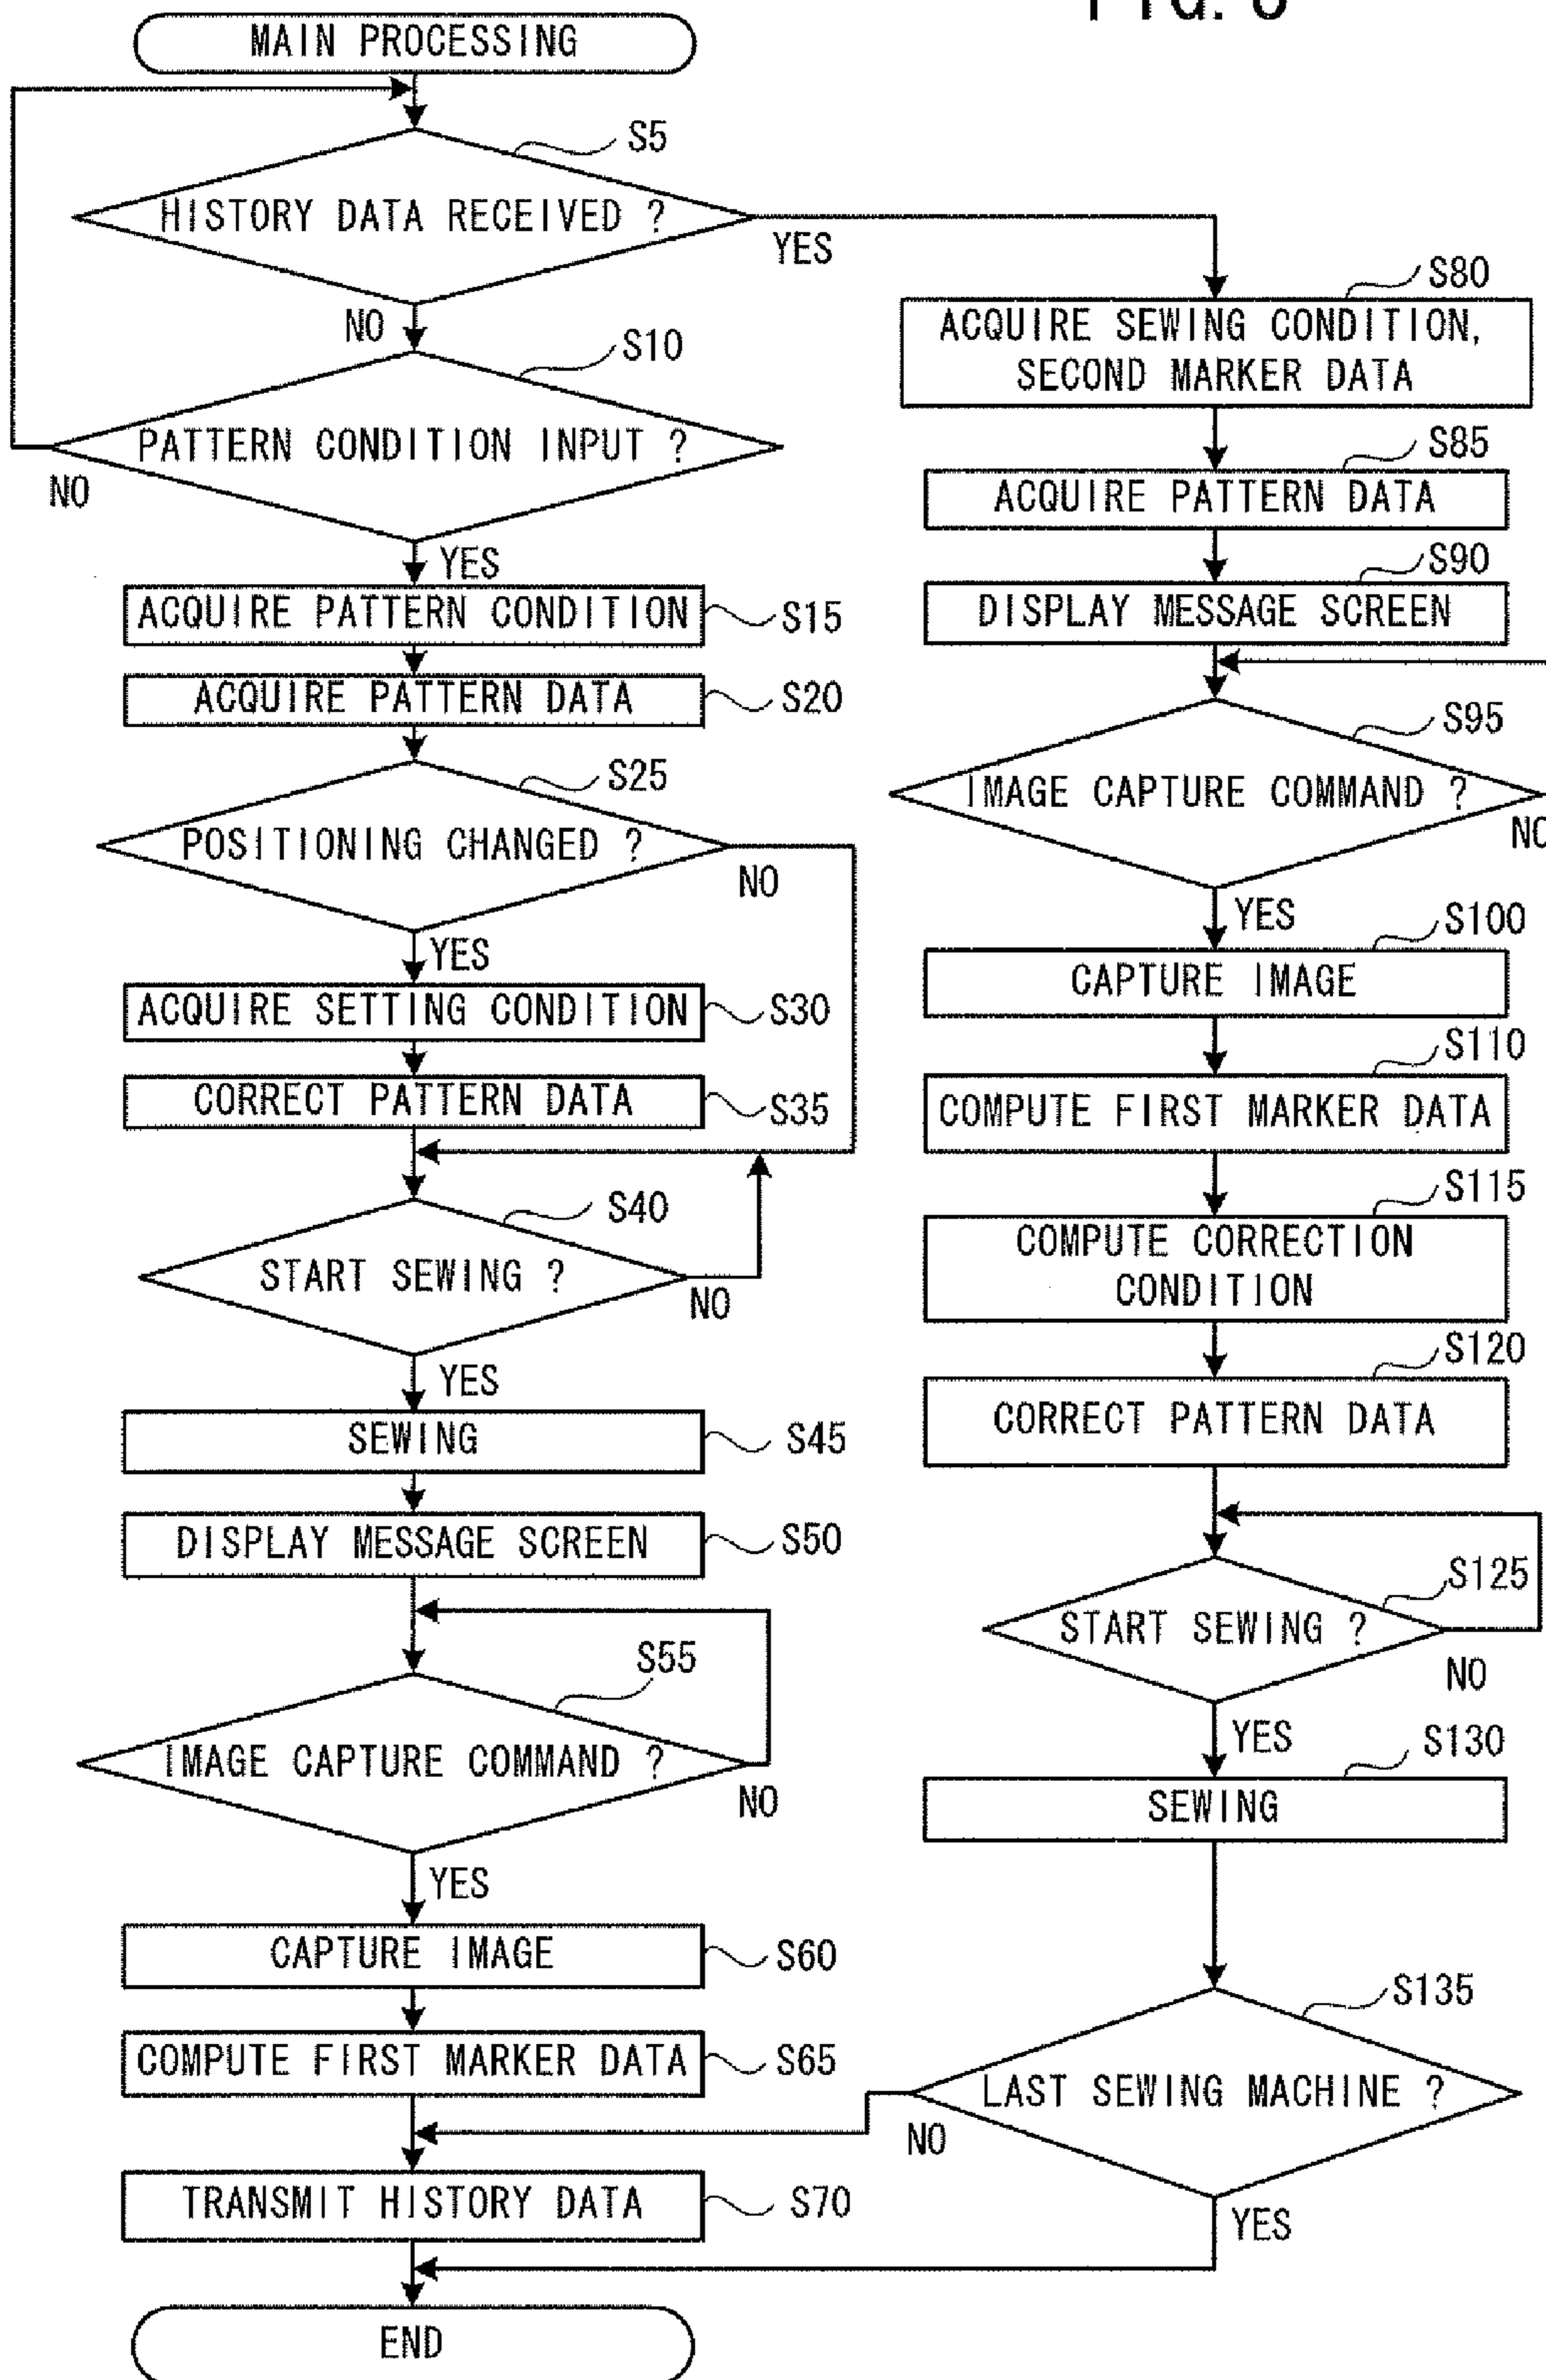 MAIN PROCESSING
S5
HISTORY DATA RECEIVED ?
YES
NO
S10
PATTERN CONDITION INPUT ?
NO
YES
ACQUIRE PATTERN CONDITION
S15
ACQUIRE PATTERN DATA
S20
S25
POSITIONING CHANGED ?
NO
YES
ACQUIRE SETTING CONDITION
S30
CORRECT PATTERN DATA
S35
S40
START SEWING ?
NO
YES
SEWING
S45
DISPLAY MESSAGE SCREEN
S50
S55
IMAGE CAPTURE COMMAND ?
NO
YES
CAPTURE IMAGE
S60
COMPUTE FIRST MARKER DATA
S65
TRANSMIT HISTORY DATA
S70
END
S80
ACQUIRE SEWING CONDITION,
SECOND MARKER DATA
S85
ACQUIRE PATTERN DATA
S90
DISPLAY MESSAGE SCREEN
S95
IMAGE CAPTURE COMMAND ?
NO
YES
S100
CAPTURE IMAGE
S110
COMPUTE FIRST MARKER DATA
S115
COMPUTE CORRECTION
CONDITION
S120
CORRECT PATTERN DATA
S125
START SEWING ?
NO
YES
S130
SEWING
S135
LAST SEWING MACHINE ?
NO
YES